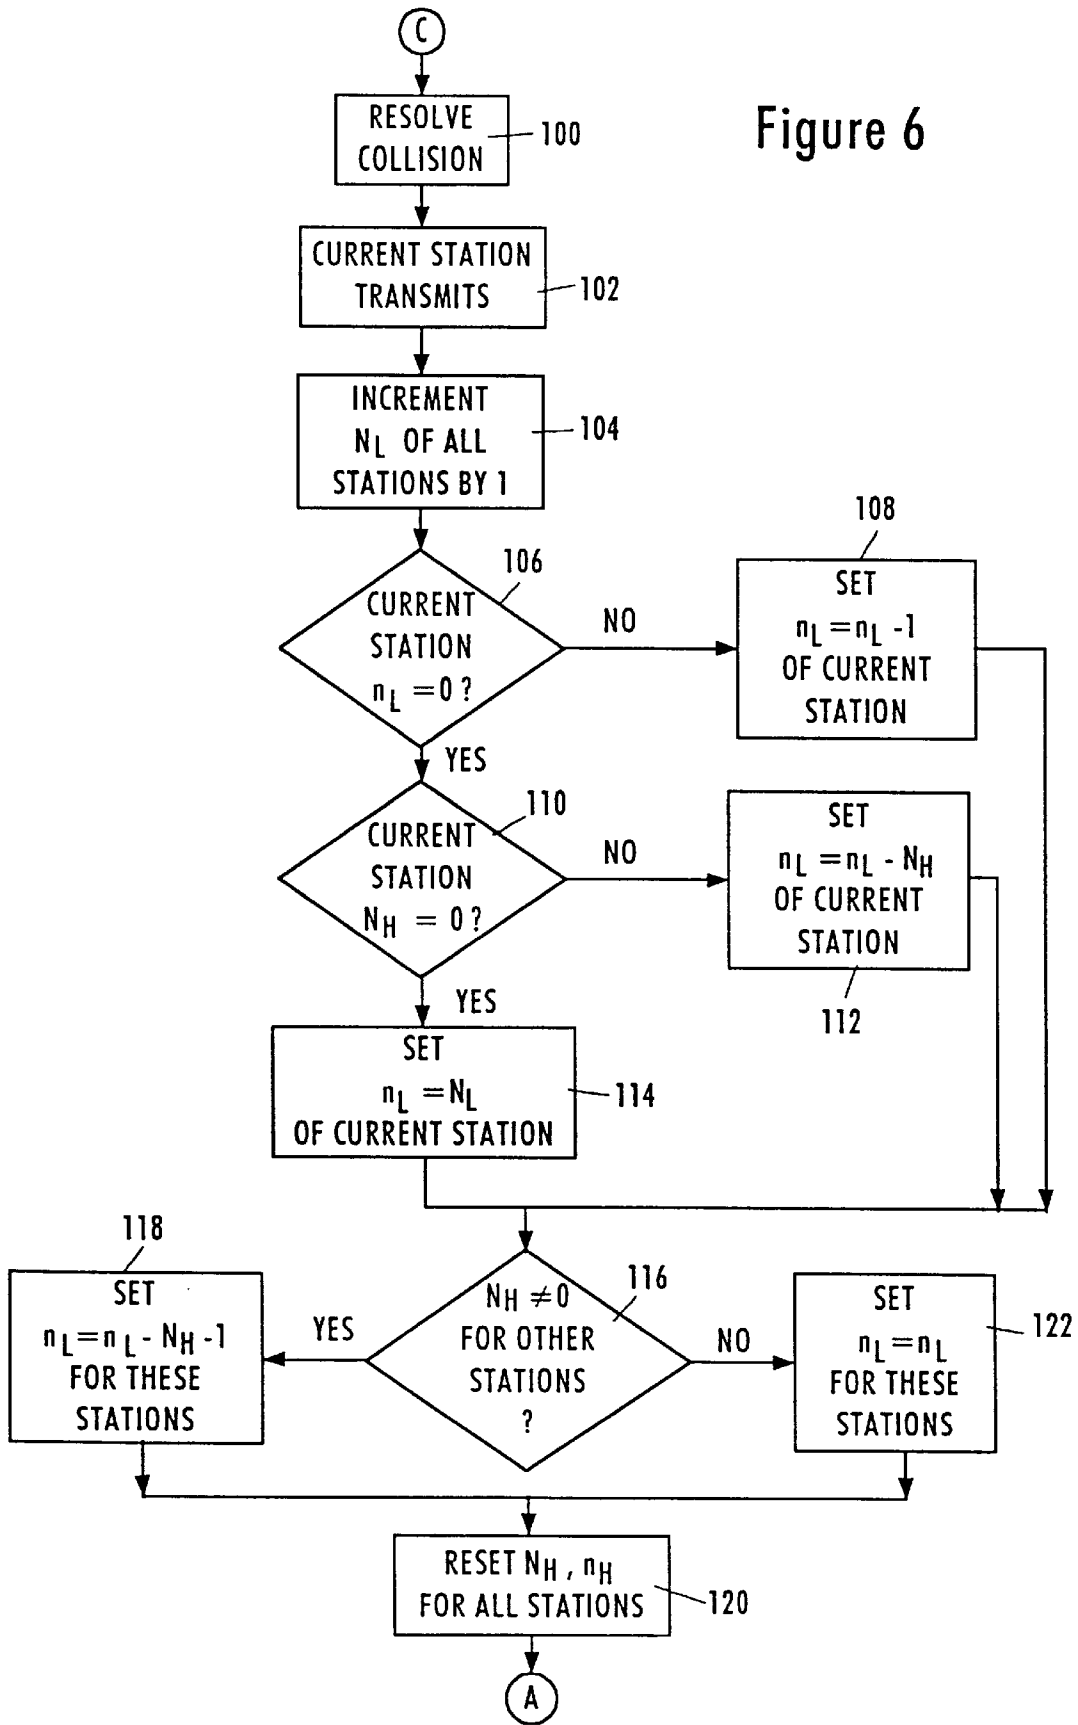 C
RESOLVE
COLLISION
100
Figure 6
CURRENT STATION
TRANSMITS
102
INCREMENT
NL OF ALL
STATIONS BY 1
104
106
CURRENT
STATION
nL = 0 ?
NO
108
SET
nL = nL -1
OF CURRENT
STATION
YES
110
CURRENT
STATION
NH = 0 ?
NO
SET
nL = nL - NH
OF CURRENT
STATION
112
YES
SET
nL = NL
OF CURRENT STATION
114
118
SET
nL = nL - NH -1
FOR THESE
STATIONS
YES
116
NH ≠ 0
FOR OTHER
STATIONS
?
NO
SET
nL = nL
FOR THESE
STATIONS
122
RESET NH , nH
FOR ALL STATIONS
120
A